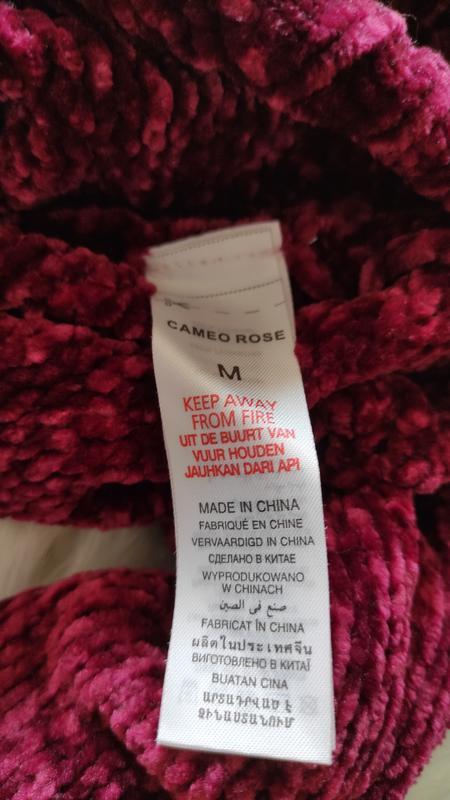 CAMEO ROSE
M
KEEP AWAY
FROM FIRE
UIT DE BUURT VAN
VUUR HOUDEN
JAUHKAN DARI API
MADE IN CHINA
FABRIQUÉ EN CHINE
VERVAARDIGD IN CHINA
СДЕЛАНО В КИТАЕ
WYPRODUKOWANO
W CHINACH
صنع في الصين
FABRICAT ÎN CHINA
ผลิตในประเทศจีน
ВИГОТОВЛЕНО В КИТАЇ
BUATAN CINA
ԱՐՏԱԴՐՎԱԾ Է
ՉԻՆԱՍՏԱՆՈՒՄ